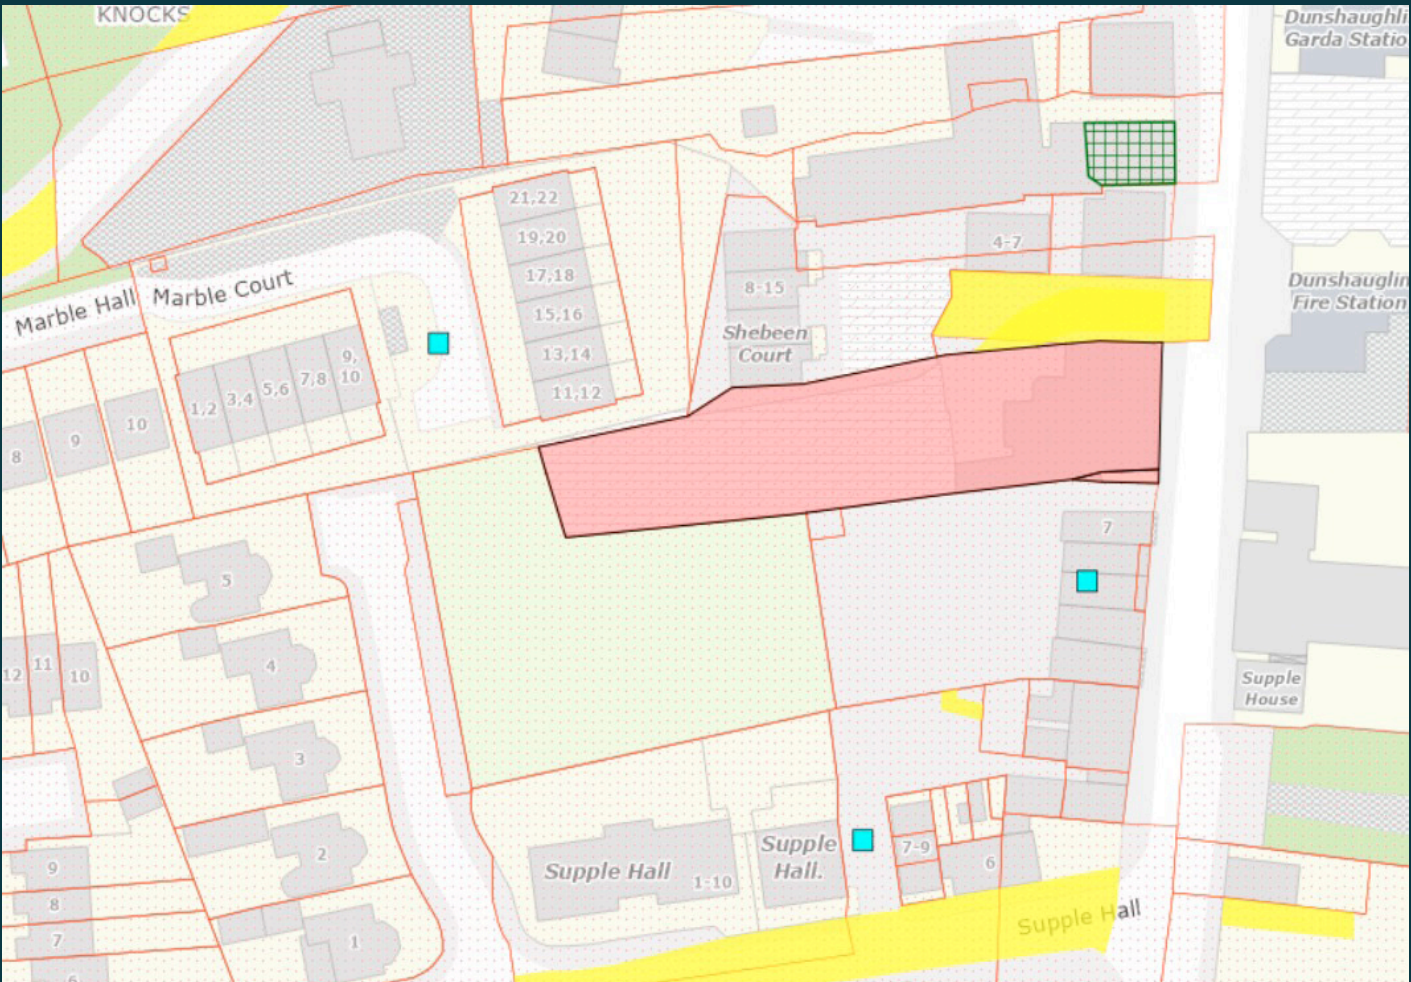 KNOCKS
Dunshaughli
Garda Statio
21,22
19,20
17,18
15,16
13,14
11,12
4-7
8-15
Shebeen
Court
Dunshauglin
Fire Station
Marble Hall
Marble Court
9,
10
7,8
5,6
3,4
1,2
10
9
8
7
5
4
3
2
1
12
11
10
Supple
House
Supple Hall
1-10
Supple
Hall.
7-9
6
Supple Hall
9
8
7
6